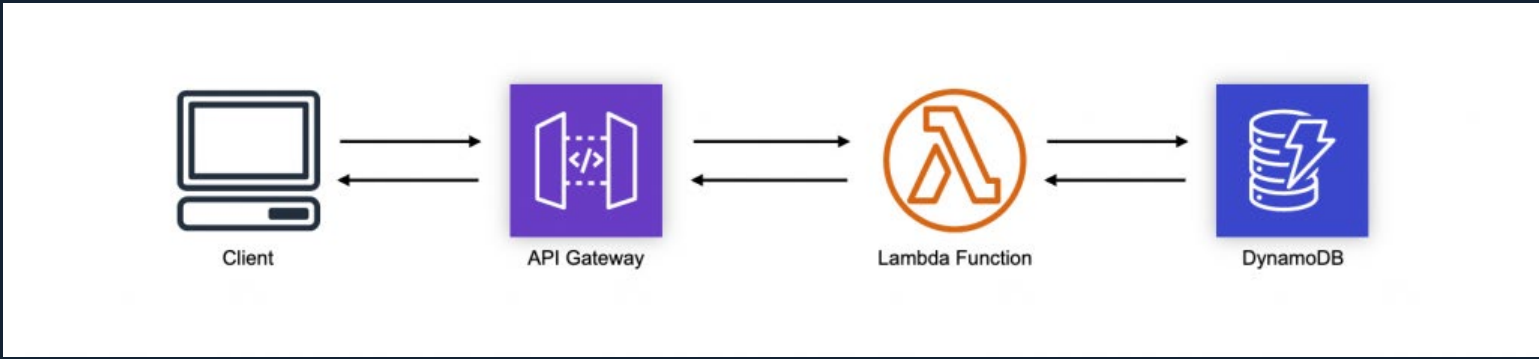 </>
Client
API Gateway
Lambda Function
DynamoDB